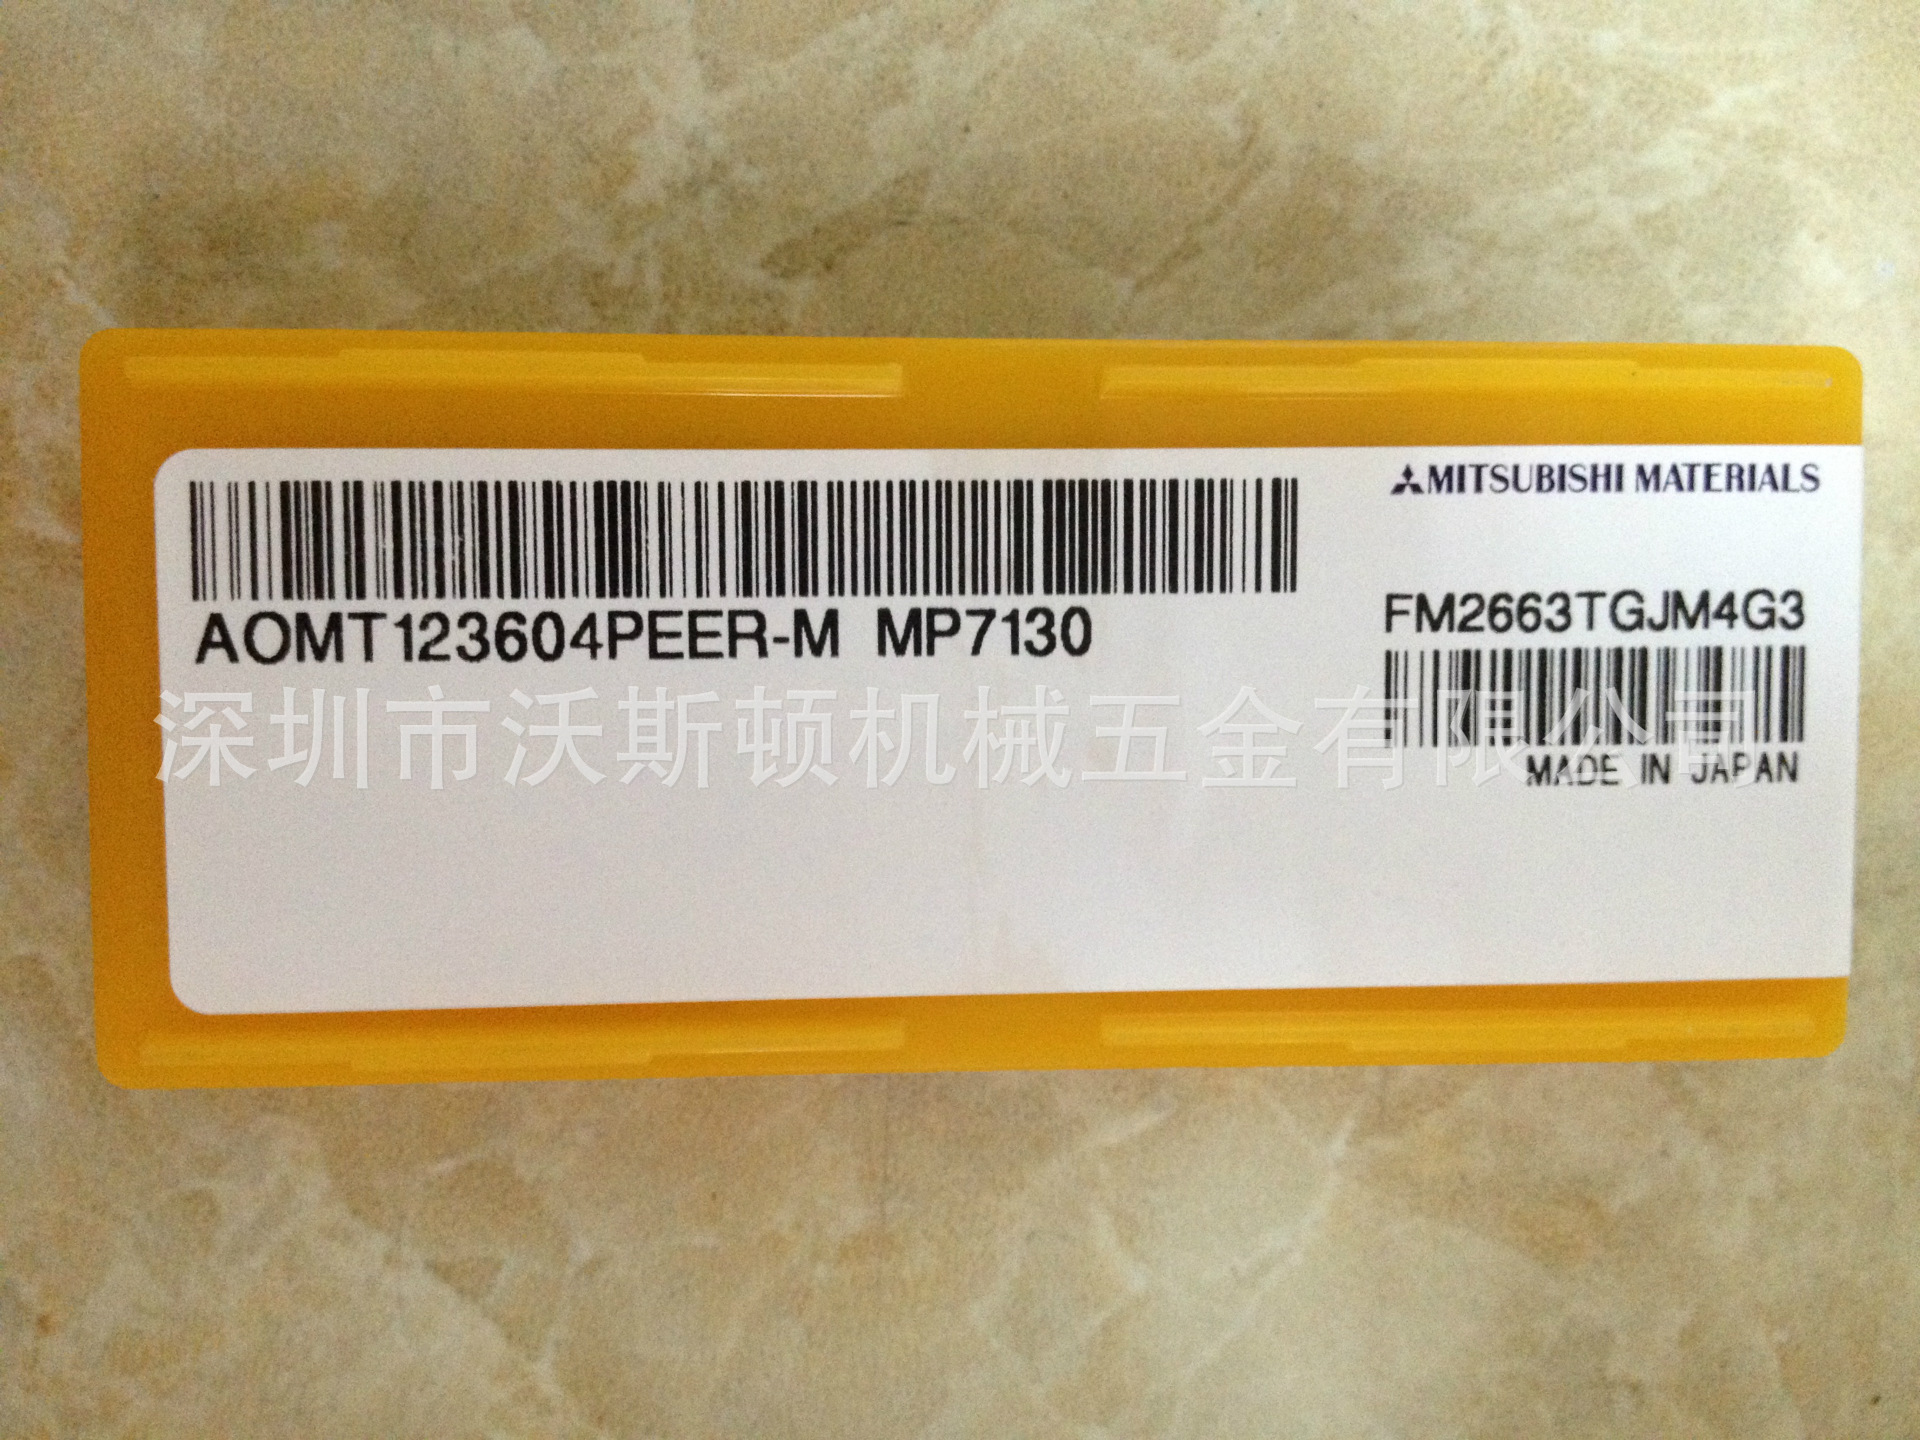 MITSUBISHI MATERIALS
AOMT123604PEER-M MP7130
FM2663TGJM4G3
深圳市沃斯顿机械五金有限公司
MADE IN JAPAN